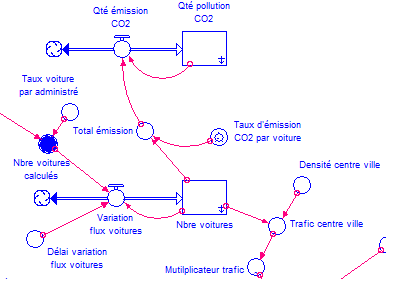 Qté émission
CO2
Qté pollution
CO2
Taux voiture
par administré
Total émission
Taux d'émission
CO2 par voiture
Nbre voitures
calculés
Densité centre ville
Variation
flux voitures
Nbre voitures
Trafic centre ville
Délai variation
flux voitures
Mutilplicateur trafic